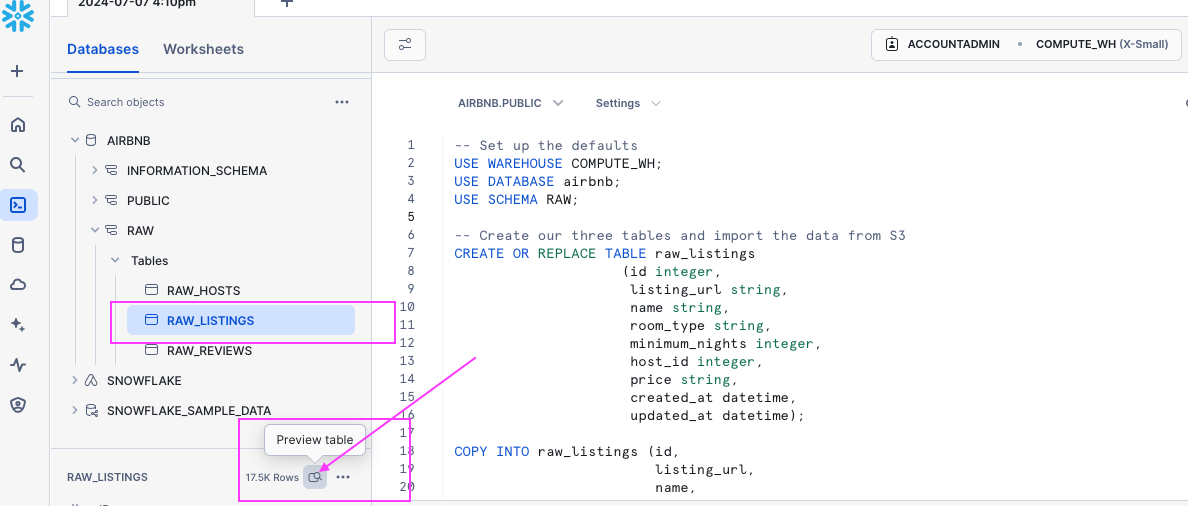 2024-07-07 4:10pm
Databases Worksheets
ACCOUNTADMIN • COMPUTE_WH (X-Small)
Search objects
AIRBNB.PUBLIC Settings
AIRBNB
INFORMATION_SCHEMA
PUBLIC
RAW
Tables
RAW_HOSTS
RAW_LISTINGS
RAW_REVIEWS
SNOWFLAKE
SNOWFLAKE_SAMPLE_DATA
Preview table
RAW_LISTINGS 17.5K Rows
1 -- Set up the defaults
2 USE WAREHOUSE COMPUTE_WH;
3 USE DATABASE airbnb;
4 USE SCHEMA RAW;
5
6 -- Create our three tables and import the data from S3
7 CREATE OR REPLACE TABLE raw_listings
8 (id integer,
9 listing_url string,
10 name string,
11 room_type string,
12 minimum_nights integer,
13 host_id integer,
14 price string,
15 created_at datetime,
16 updated_at datetime);
17
18 COPY INTO raw_listings (id,
19 listing_url,
20 name,